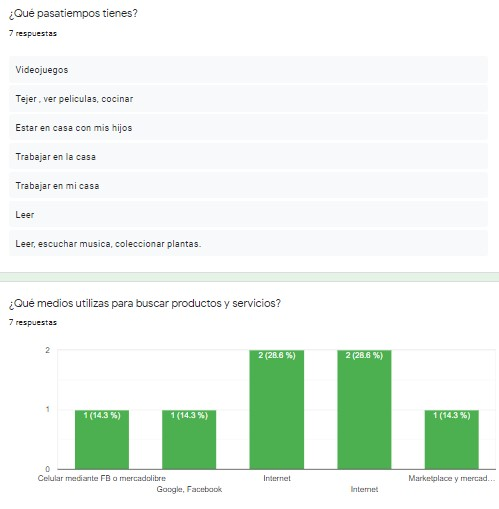 ¿Qué pasatiempos tienes?
7 respuestas
Videojuegos
Tejer , ver peliculas, cocinar
Estar en casa con mis hijos
Trabajar en la casa
Trabajar en mi casa
Leer
Leer, escuchar musica, coleccionar plantas.
¿Qué medios utilizas para buscar productos y servicios?
7 respuestas
2
1
0
1 (14.3 %)
1 (14.3 %)
2 (28.6 %)
2 (28.6 %)
1 (14.3 %)
Celular mediante FB o mercadolibre
Google, Facebook
Internet
Internet
Marketplace y mercad…